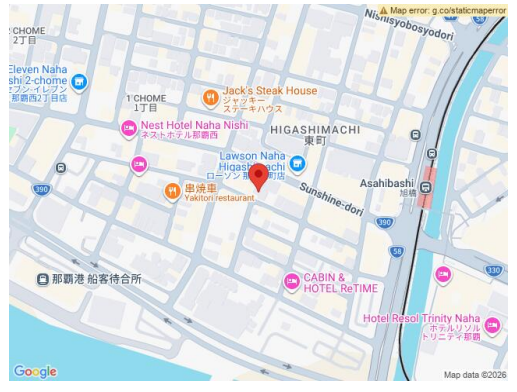 Map error: g.co/staticmaperror
Nishisyobosyodori
CHOME
2丁目
Eleven Naha
shi 2-chome
セブン-イレブン
那覇西2丁目店
1 CHOME
1丁目
Jack's Steak House
ジャッキー
ステーキハウス
Nest Hotel Naha Nishi
ネストホテル那覇西
HIGASHIMACHI
東町
Lawson Naha
Higashimachi
ローソン 那
町店
Asahibashi
旭橋
390
串焼車
Yakitori restaurant
Sunshine-dori
390
58
58
330
那覇港 船客待合所
CABIN &
HOTEL ReTIME
Hotel Resol Trinity Naha
ホテルリソル
トリニティ那覇
Google
Map data ©2026